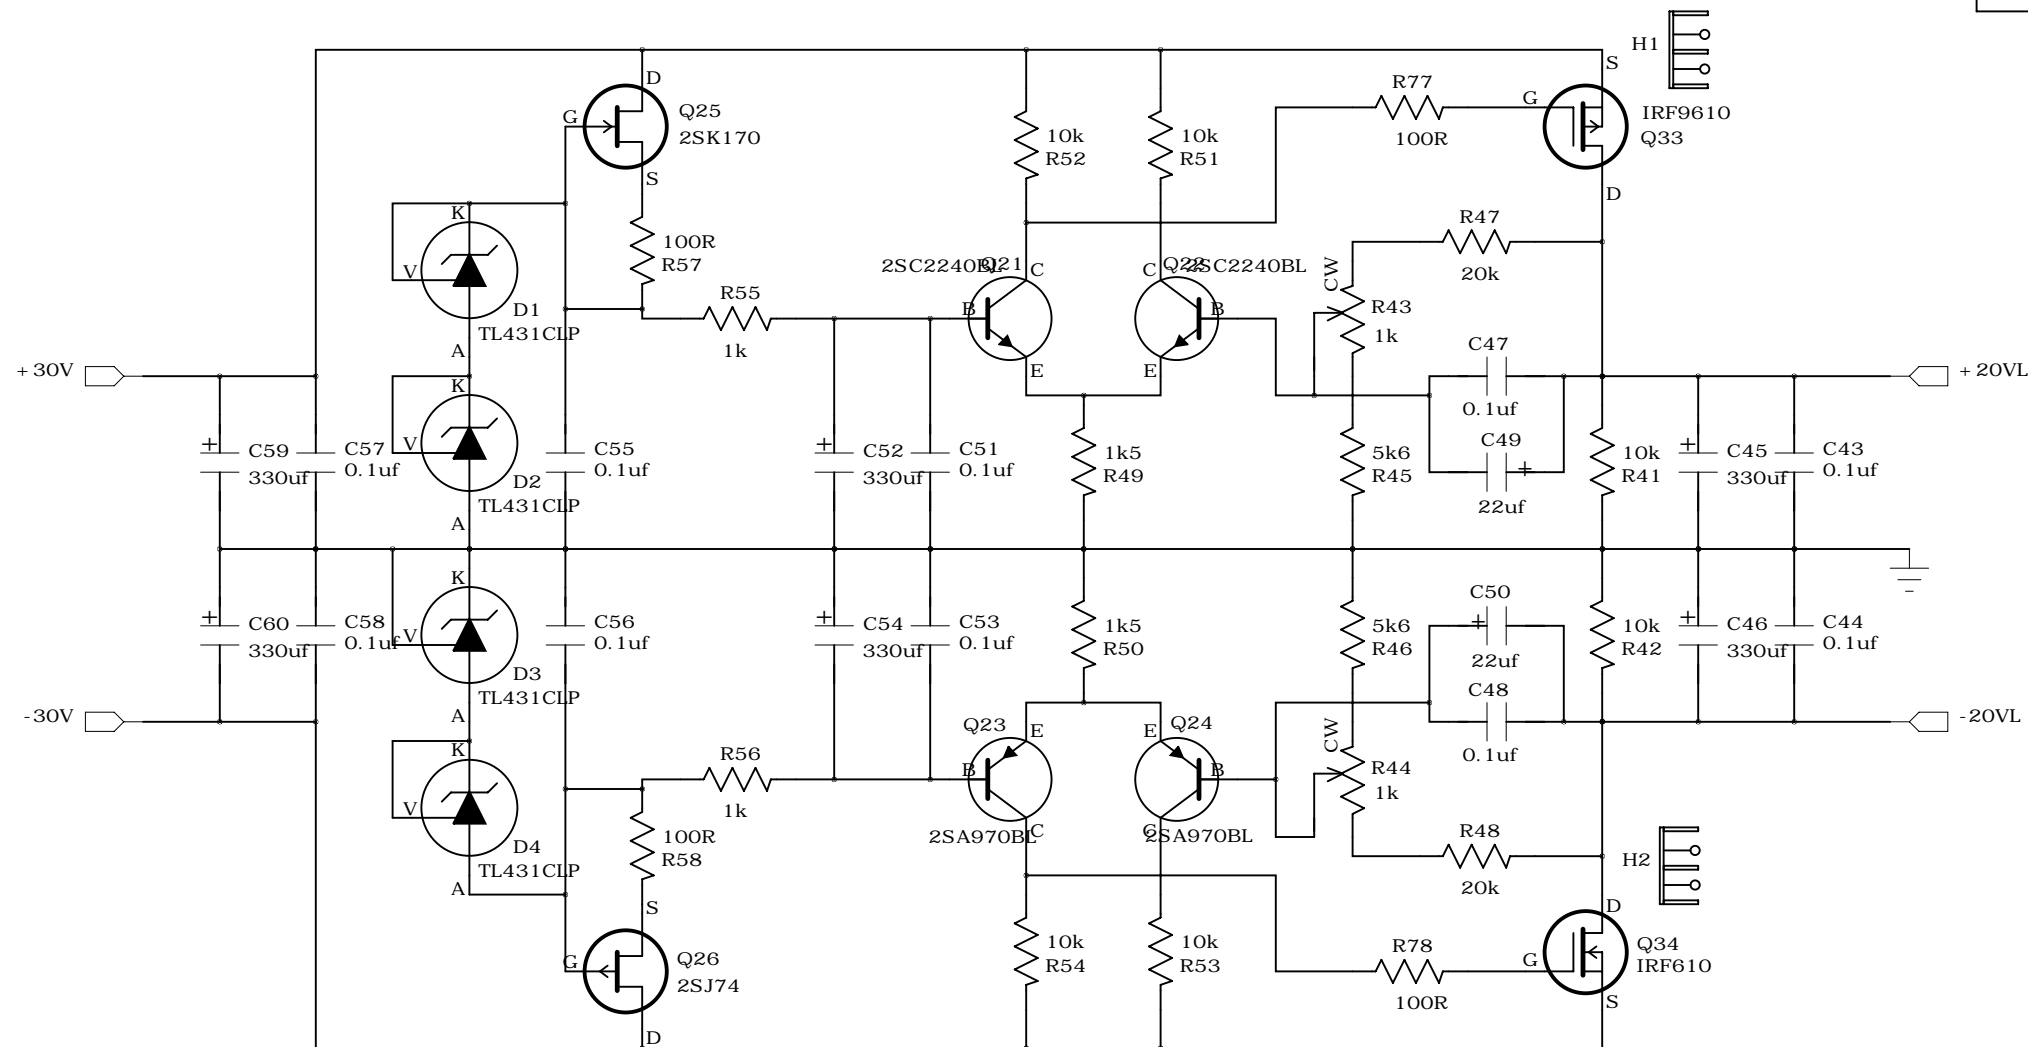 H1
S
D
R77
G
Q25
G
IRF9610
2SK170
10k
10k
100R
Q33
R52
R51
S
D
K
R47
100R
2SC2240BL
Q21
C
C
Q22
2SC2240BL
R57
V
CW
20k
R55
D1
B
B
R43
TL431CLP
1k
1k
C47
A
E
E
+30V
K
+20VL
0.1uf
V
+
C59
C57
C55
+
C52
C51
1k5
5k6
C49
10k
+
C45
C43
330uf
0.1uf
0.1uf
330uf
0.1uf
R49
R45
+
R41
330uf
0.1uf
D2
TL431CLP
22uf
A
K
C50
+
C60
C58
C56
+
C54
C53
1k5
5k6
+
10k
+
C46
C44
330uf
0.1uf
V
0.1uf
330uf
0.1uf
R50
R46
22uf
R42
330uf
0.1uf
D3
TL431CLP
C48
-30V
A
Q23
E
E
Q24
CW
-20VL
K
R56
0.1uf
B
B
R44
V
1k
1k
100R
2SA970BL
C
C
2SA970BL
R48
D4
R58
H2
TL431CLP
A
20k
S
D
Q26
10k
10k
R78
Q34
G
R54
R53
G
IRF610
2SJ74
100R
S
D